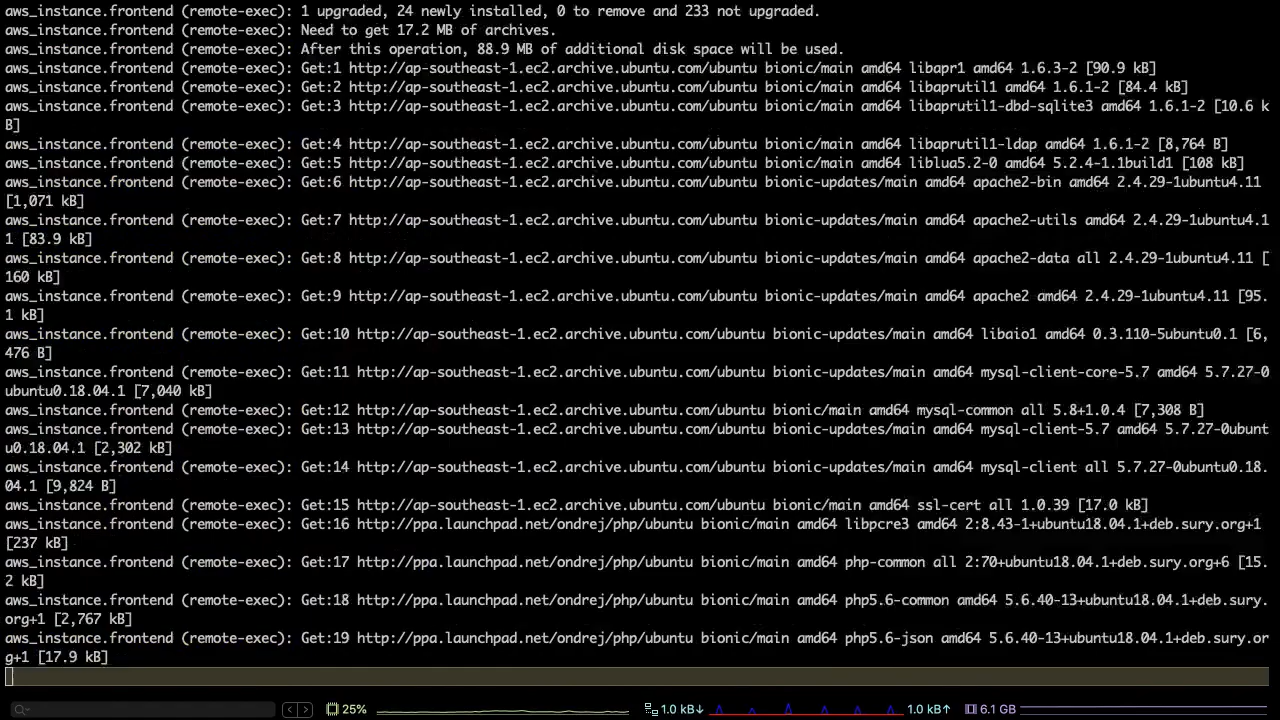 aws_instance.frontend (remote-exec): 1 upgraded, 24 newly installed, 0 to remove and 233 not upgraded.
aws_instance.frontend (remote-exec): Need to get 17.2 MB of archives.
aws_instance.frontend (remote-exec): After this operation, 88.9 MB of additional disk space will be used.
aws_instance.frontend (remote-exec): Get:1 http://ap-southeast-1.ec2.archive.ubuntu.com/ubuntu bionic/main amd64 libapr1 amd64 1.6.3-2 [90.9 kB]
aws_instance.frontend (remote-exec): Get:2 http://ap-southeast-1.ec2.archive.ubuntu.com/ubuntu bionic/main amd64 libaprutil1 amd64 1.6.1-2 [84.4 kB]
aws_instance.frontend (remote-exec): Get:3 http://ap-southeast-1.ec2.archive.ubuntu.com/ubuntu bionic/main amd64 libaprutil1-dbd-sqlite3 amd64 1.6.1-2 [10.6 k
B]
aws_instance.frontend (remote-exec): Get:4 http://ap-southeast-1.ec2.archive.ubuntu.com/ubuntu bionic/main amd64 libaprutil1-ldap amd64 1.6.1-2 [8,764 B]
aws_instance.frontend (remote-exec): Get:5 http://ap-southeast-1.ec2.archive.ubuntu.com/ubuntu bionic/main amd64 liblua5.2-0 amd64 5.2.4-1.1build1 [108 kB]
aws_instance.frontend (remote-exec): Get:6 http://ap-southeast-1.ec2.archive.ubuntu.com/ubuntu bionic-updates/main amd64 apache2-bin amd64 2.4.29-1ubuntu4.11
[1,071 kB]
aws_instance.frontend (remote-exec): Get:7 http://ap-southeast-1.ec2.archive.ubuntu.com/ubuntu bionic-updates/main amd64 apache2-utils amd64 2.4.29-1ubuntu4.1
1 [83.9 kB]
aws_instance.frontend (remote-exec): Get:8 http://ap-southeast-1.ec2.archive.ubuntu.com/ubuntu bionic-updates/main amd64 apache2-data all 2.4.29-1ubuntu4.11 [
160 kB]
aws_instance.frontend (remote-exec): Get:9 http://ap-southeast-1.ec2.archive.ubuntu.com/ubuntu bionic-updates/main amd64 apache2 amd64 2.4.29-1ubuntu4.11 [95.
1 kB]
aws_instance.frontend (remote-exec): Get:10 http://ap-southeast-1.ec2.archive.ubuntu.com/ubuntu bionic-updates/main amd64 libaio1 amd64 0.3.110-5ubuntu0.1 [6,
476 B]
aws_instance.frontend (remote-exec): Get:11 http://ap-southeast-1.ec2.archive.ubuntu.com/ubuntu bionic-updates/main amd64 mysql-client-core-5.7 amd64 5.7.27-0
ubuntu0.18.04.1 [7,040 kB]
aws_instance.frontend (remote-exec): Get:12 http://ap-southeast-1.ec2.archive.ubuntu.com/ubuntu bionic/main amd64 mysql-common all 5.8+1.0.4 [7,308 B]
aws_instance.frontend (remote-exec): Get:13 http://ap-southeast-1.ec2.archive.ubuntu.com/ubuntu bionic-updates/main amd64 mysql-client-5.7 amd64 5.7.27-0ubunt
u0.18.04.1 [2,302 kB]
aws_instance.frontend (remote-exec): Get:14 http://ap-southeast-1.ec2.archive.ubuntu.com/ubuntu bionic-updates/main amd64 mysql-client all 5.7.27-0ubuntu0.18.
04.1 [9,824 B]
aws_instance.frontend (remote-exec): Get:15 http://ap-southeast-1.ec2.archive.ubuntu.com/ubuntu bionic/main amd64 ssl-cert all 1.0.39 [17.0 kB]
aws_instance.frontend (remote-exec): Get:16 http://ppa.launchpad.net/ondrej/php/ubuntu bionic/main amd64 libpcre3 amd64 2:8.43-1+ubuntu18.04.1+deb.sury.org+1
[237 kB]
aws_instance.frontend (remote-exec): Get:17 http://ppa.launchpad.net/ondrej/php/ubuntu bionic/main amd64 php-common all 2:70+ubuntu18.04.1+deb.sury.org+6 [15.
2 kB]
aws_instance.frontend (remote-exec): Get:18 http://ppa.launchpad.net/ondrej/php/ubuntu bionic/main amd64 php5.6-common amd64 5.6.40-13+ubuntu18.04.1+deb.sury.
org+1 [2,767 kB]
aws_instance.frontend (remote-exec): Get:19 http://ppa.launchpad.net/ondrej/php/ubuntu bionic/main amd64 php5.6-json amd64 5.6.40-13+ubuntu18.04.1+deb.sury.or
g+1 [17.9 kB]
25% 1.0 kB↓ 1.0 kB↑ 6.1 GB